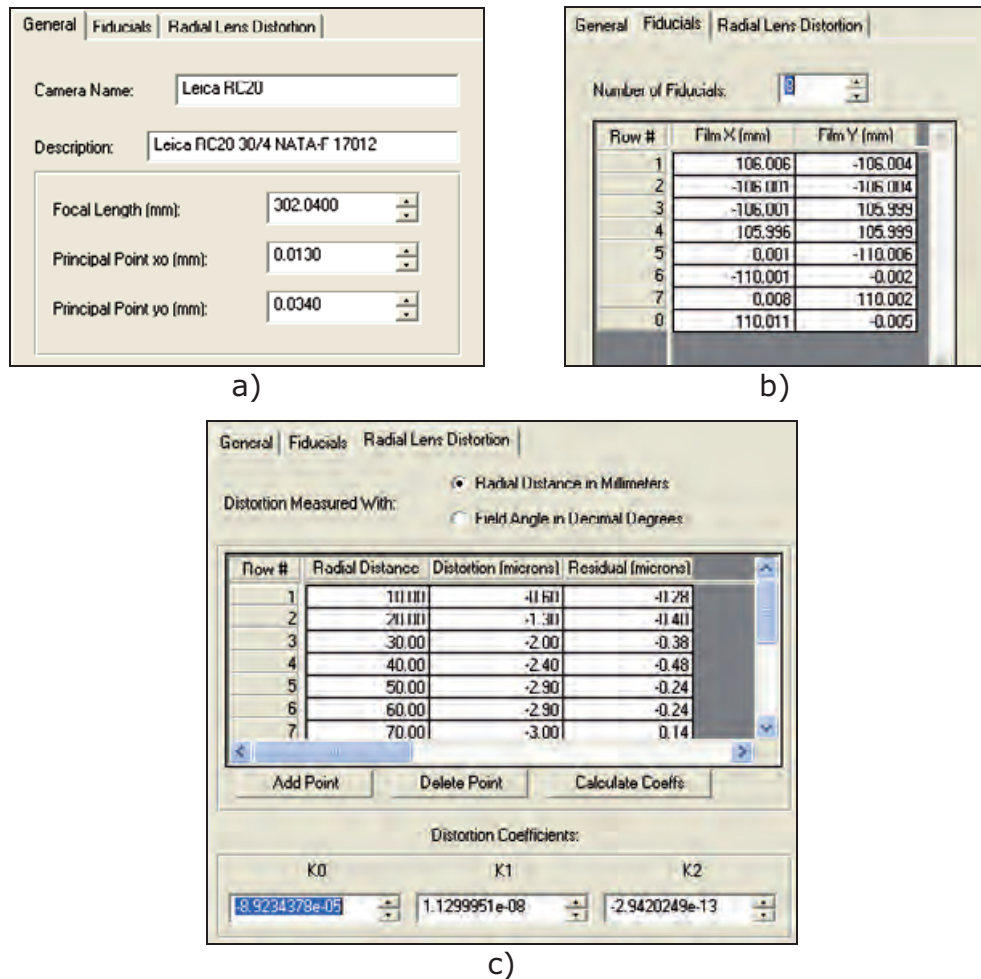 General Fiducials Radial Lens Distortion
Camera Name: Leica RC20
Description: Leica RC20 30/4 NATA-F 17012
Focal Length (mm): 302.0400
Principal Point xo (mm): 0.0130
Principal Point yo (mm): 0.0340
a)
General Fiducials Radial Lens Distortion
Number of Fiducials: 8
Row # Film X (mm) Film Y (mm)
1 106.006 -106.004
2 -106.001 -106.004
3 -106.001 105.999
4 105.996 105.999
5 0.001 -110.006
6 -110.001 -0.002
7 0.008 110.002
8 110.011 -0.005
b)
General Fiducials Radial Lens Distortion
Distortion Measured With:
Radial Distance in Millimeters
Field Angle in Decimal Degrees
Row # Radial Distance Distortion (microns) Residual (microns)
1 10.00 -0.60 -0.28
2 20.00 -1.30 -0.40
3 30.00 -2.00 -0.38
4 40.00 -2.40 -0.48
5 50.00 -2.90 -0.24
6 60.00 -2.90 -0.24
7 70.00 -3.00 0.14
Add Point Delete Point Calculate Coeffs
Distortion Coefficients:
K0 K1 K2
-8.9234378e-05 1.1299951e-08 -2.9420249e-13
c)